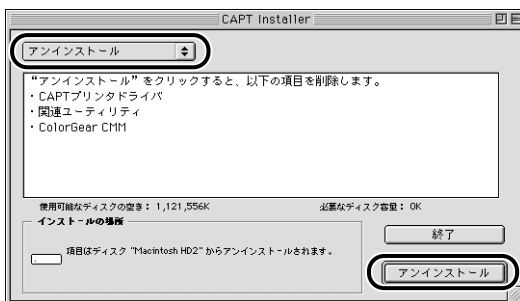 CAPT Installer
アンインストール
“アンインストール”をクリックすると、以下の項目を削除します。
・CAPTプリンタドライバ
・関連ユーティリティ
・ColorGear CMM
使用可能なディスクの空き： 1,121,556K 必要なディスク容量： OK
インストールの場所
項目はディスク "Macintosh HD2" からアンインストールされます。
終了
アンインストール